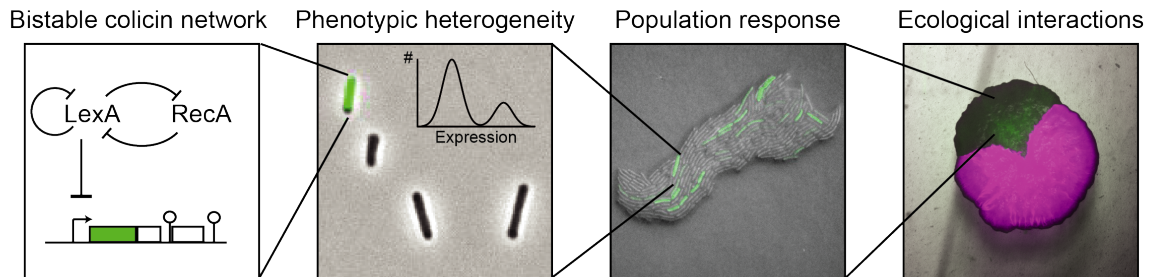 Bistable colicin network
Phenotypic heterogeneity
Population response
Ecological interactions
LexA
RecA
#
Expression